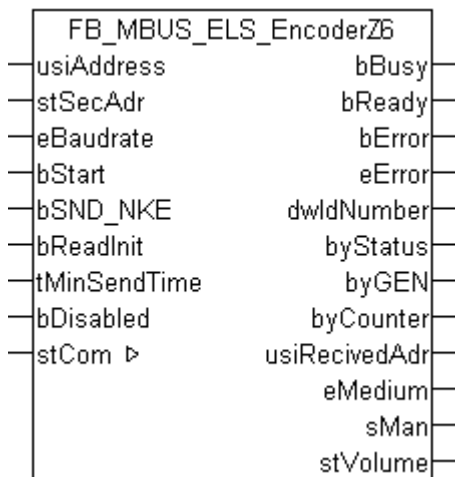 FB_MBUS_ELS_EncoderZ6
usiAddress bBusy
stSecAdr bReady
eBaudrate bError
bStart eError
bSND_NKE dwIdNumber
bReadInit byStatus
tMinSendTime byGEN
bDisabled byCounter
stCom ▷ usiRecivedAdr
eMedium
sMan
stVolume